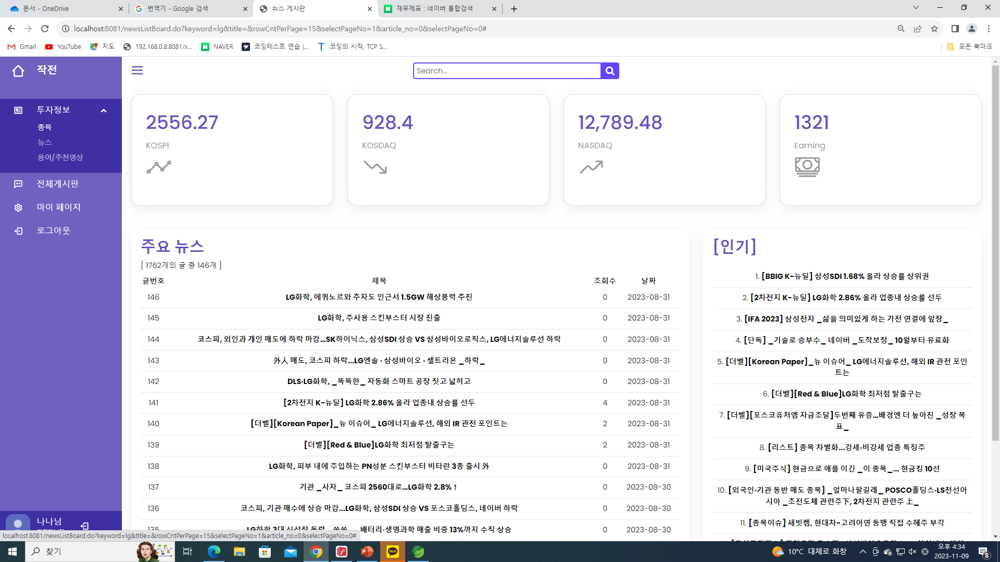 문서 - OneDrive
번역기 - Google 검색
뉴스 게시판
재무제표 : 네이버 통합검색
localhost:8081/newsListBoard.do?keyword=lg&title=&rowCntPerPage=15&selectPageNo=1&article_no=0&selectPageNo=0#
Gmail
YouTube
지도
192.168.0.8:8081/x...
NAVER
코딩테스트 연습 |...
코딩의 시작, TCP S...
모든 북마크
작전
투자정보
종목
뉴스
용어/추천영상
전체게시판
마이 페이지
로그아웃
나나님
Search...
2556.27
KOSPI
928.4
KOSDAQ
12,789.48
NASDAQ
1321
Earning
주요 뉴스
[ 1762개의 글 중 146개 ]
글번호 제목 조회수 날짜
146 LG화학, 에퀴노르와 추자도 인근서 1.5GW 해상풍력 추진 0 2023-08-31
145 LG화학, 주사용 스킨부스터 시장 진출 0 2023-08-31
144 코스피, 외인과 개인 매도에 하락 마감...SK하이닉스, 삼성SDI 상승 VS 삼성바이오로직스, LG에너지솔루션 하락 0 2023-08-31
143 外人 매도, 코스피 하락...LG엔솔 · 삼성바이오 · 셀트리온 _하락_ 0 2023-08-31
142 DLS·LG화학, _똑똑한_ 자동화 스마트 공장 짓고 넓히고 0 2023-08-31
141 [2차전지 K-뉴딜] LG화학 2.86% 올라 업종내 상승률 선두 4 2023-08-31
140 [더벨][Korean Paper]_뉴 이슈어_ LG에너지솔루션, 해외 IR 관전 포인트는 2 2023-08-31
139 [더벨][Red & Blue]LG화학 최저점 탈출구는 2 2023-08-31
138 LG화학, 피부 내에 주입하는 PN성분 스킨부스터 비타란 3종 출시 外 0 2023-08-31
137 기관 _사자_ 코스피 2560대로...LG화학 2.8%↑ 0 2023-08-30
136 코스피, 기관 매수에 상승 마감...LG화학, 삼성SDI 상승 VS 포스코홀딩스, 네이버 하락 0 2023-08-30
135 LG화학 3대 신성장 동력 _쑥쑥_... 배터리·생명과학 매출 비중 13%까지 수직 상승 0 2023-08-30
[인기]
1. [BBIG K-뉴딜] 삼성SDI 1.68% 올라 상승률 상위권
2. [2차전지 K-뉴딜] LG화학 2.86% 올라 업종내 상승률 선두
3. [IFA 2023] 삼성전자 _삶을 의미있게 하는 가전 연결에 앞장_
4. [단독] _기술로 승부수_ 네이버 _도착보장_ 10월부터 유료화
5. [더벨][Korean Paper]_뉴 이슈어_ LG에너지솔루션, 해외 IR 관전 포인
트는
6. [더벨][Red & Blue]LG화학 최저점 탈출구는
7. [더벨][포스코퓨처엠 자금조달]두번째 유증...배경엔 더 높아진 _성장 목
표_
8. [리스트] 종목 차별화...강세·비강세 업종 특징주
9. [미국주식] 현금으로 애플 이긴 _이 종목_... 현금킹 10선
10. [외국인·기관 동반 매도 종목] _얼마나팔길래_ POSCO홀딩스·LS전선아
시아 _초전도체 관련주下, 2차전지 관련주 上_
11. [종목이슈] 새빗켐, 현대차-고려아연 동맹 직접 수혜주 부각
localhost:8081/newsListBoard.do?keyword=lg&title=&rowCntPerPage=15&selectPageNo=1&article_no=0&selectPageNo=0#
찾기
TALK
10°C 대체로 화창
오후 4:34
2023-11-09
8